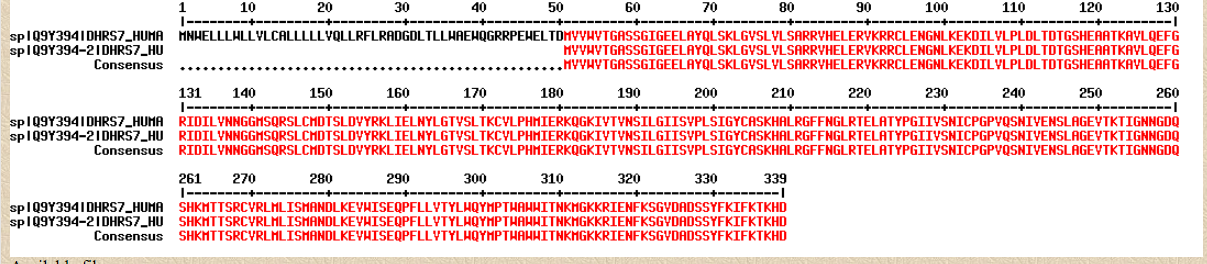 1 10 20 30 40 50 60 70 80 90 100 110 120 130
|--------+---------+---------+---------+---------+---------+---------+---------+---------+---------+---------+---------+---------|
sp|Q9Y394|DHRS7_HUMA MNWELLLWLLVLCALLLLLVQLLRFLRADGDLTLLWAEWQGRRPEWELTDMVVWVTGASSGIGEELAYQLSKLGVSLVLSARRVHELERVKRRCLENGNLKEKDILVLPLDLTDTGSHEAATKAVLQEFG
sp|Q9Y394-2|DHRS7_HU MVVWVTGASSGIGEELAYQLSKLGVSLVLSARRVHELERVKRRCLENGNLKEKDILVLPLDLTDTGSHEAATKAVLQEFG
Consensus ..................................................MVVWVTGASSGIGEELAYQLSKLGVSLVLSARRVHELERVKRRCLENGNLKEKDILVLPLDLTDTGSHEAATKAVLQEFG
131 140 150 160 170 180 190 200 210 220 230 240 250 260
|--------+---------+---------+---------+---------+---------+---------+---------+---------+---------+---------+---------+---------|
sp|Q9Y394|DHRS7_HUMA RIDILVNNGGMSQRSLCMDTSLDVYRKLIELNYLGTVSLTKCVLPHMIERKQGKIVTVNSILGIISVPLSIGYCASKHALRGFFNGLRTELATYPGIIVSNICPGPVQSNIVENSLAGEVTKTIGNNGDQ
sp|Q9Y394-2|DHRS7_HU RIDILVNNGGMSQRSLCMDTSLDVYRKLIELNYLGTVSLTKCVLPHMIERKQGKIVTVNSILGIISVPLSIGYCASKHALRGFFNGLRTELATYPGIIVSNICPGPVQSNIVENSLAGEVTKTIGNNGDQ
Consensus RIDILVNNGGMSQRSLCMDTSLDVYRKLIELNYLGTVSLTKCVLPHMIERKQGKIVTVNSILGIISVPLSIGYCASKHALRGFFNGLRTELATYPGIIVSNICPGPVQSNIVENSLAGEVTKTIGNNGDQ
261 270 280 290 300 310 320 330 339
|--------+---------+---------+---------+---------+---------+---------+--------|
sp|Q9Y394|DHRS7_HUMA SHKMTTSRCVRLMLISMANDLKEVWISEQPFLLVTYLWQYMPTWAWWITNKMGKKRIENFKSGVDADSSYFKIFKTKHD
sp|Q9Y394-2|DHRS7_HU SHKMTTSRCVRLMLISMANDLKEVWISEQPFLLVTYLWQYMPTWAWWITNKMGKKRIENFKSGVDADSSYFKIFKTKHD
Consensus SHKMTTSRCVRLMLISMANDLKEVWISEQPFLLVTYLWQYMPTWAWWITNKMGKKRIENFKSGVDADSSYFKIFKTKHD